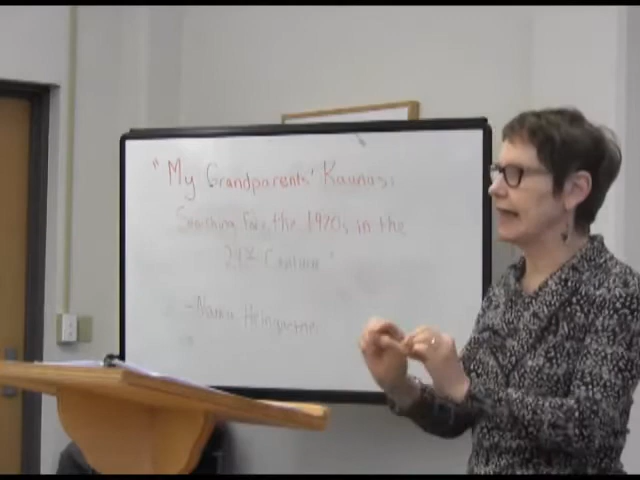 "My Grandparents' Kaunas:
Searching for the 1920s in the
21st Century"